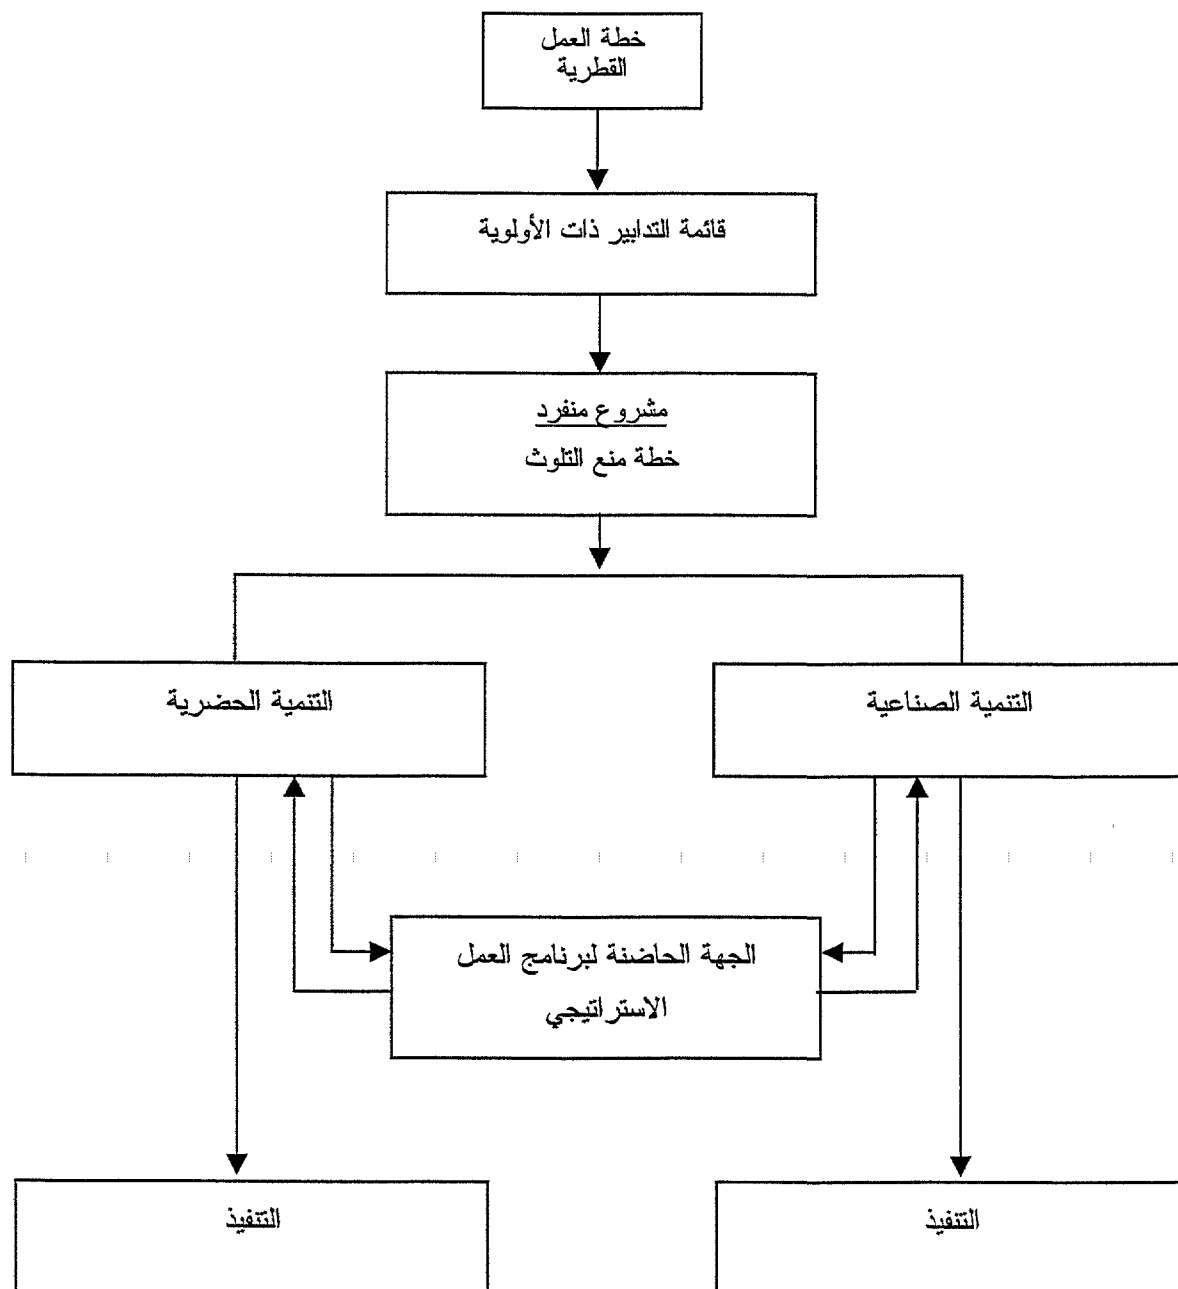 خطة العمل
القطرية
قائمة التدابير ذات الأولوية
مشروع منفرد
خطة منع التلوث
التنمية الصناعية
التنمية الحضرية
الجهة الحاضنة لبرنامج العمل
الاستراتيجي
التنفيذ
التنفيذ